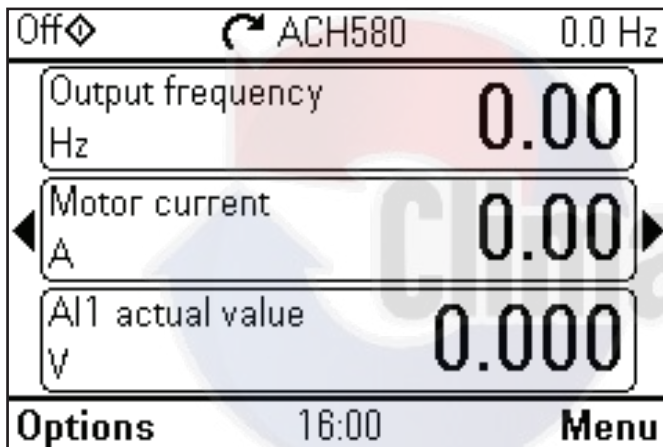 Off ACH580 0.0 Hz
Output frequency 0.00
Hz
Motor current 0.00
A
AI1 actual value 0.000
V
Options 16:00 Menu